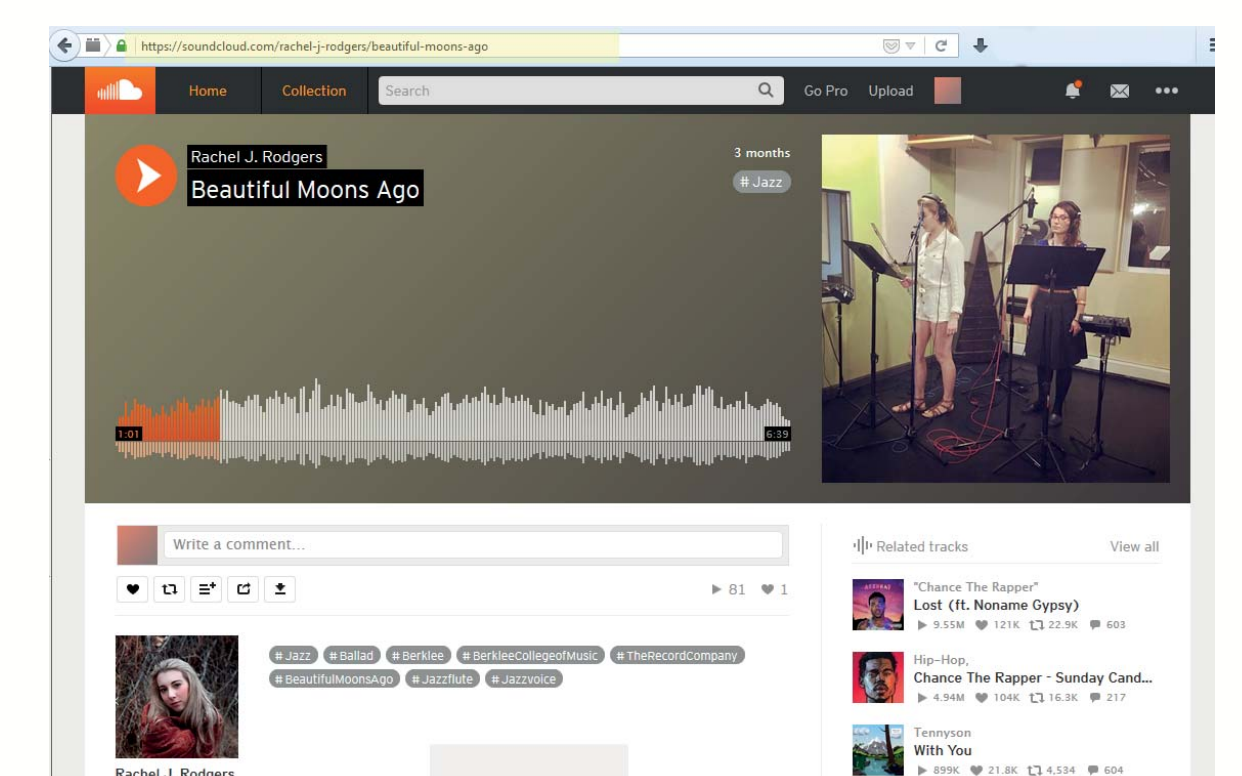 https://soundcloud.com/rachel-j-rodgers/beautiful-moons-ago
Home Collection Search Go Pro Upload
Rachel J. Rodgers
Beautiful Moons Ago
3 months
# Jazz
1:01
6:39
Write a comment...
81 1
# Jazz # Ballad # Berklee # BerkleeCollegeofMusic # TheRecordCompany
# BeautifulMoonsAgo # Jazzflute # Jazzvoice
Rachel J. Rodgers
Related tracks View all
"Chance The Rapper"
Lost (ft. Noname Gypsy)
9.55M 121K 22.9K 603
Hip-Hop,
Chance The Rapper - Sunday Cand...
4.94M 104K 16.3K 217
Tennyson
With You
899K 21.8K 4,534 604